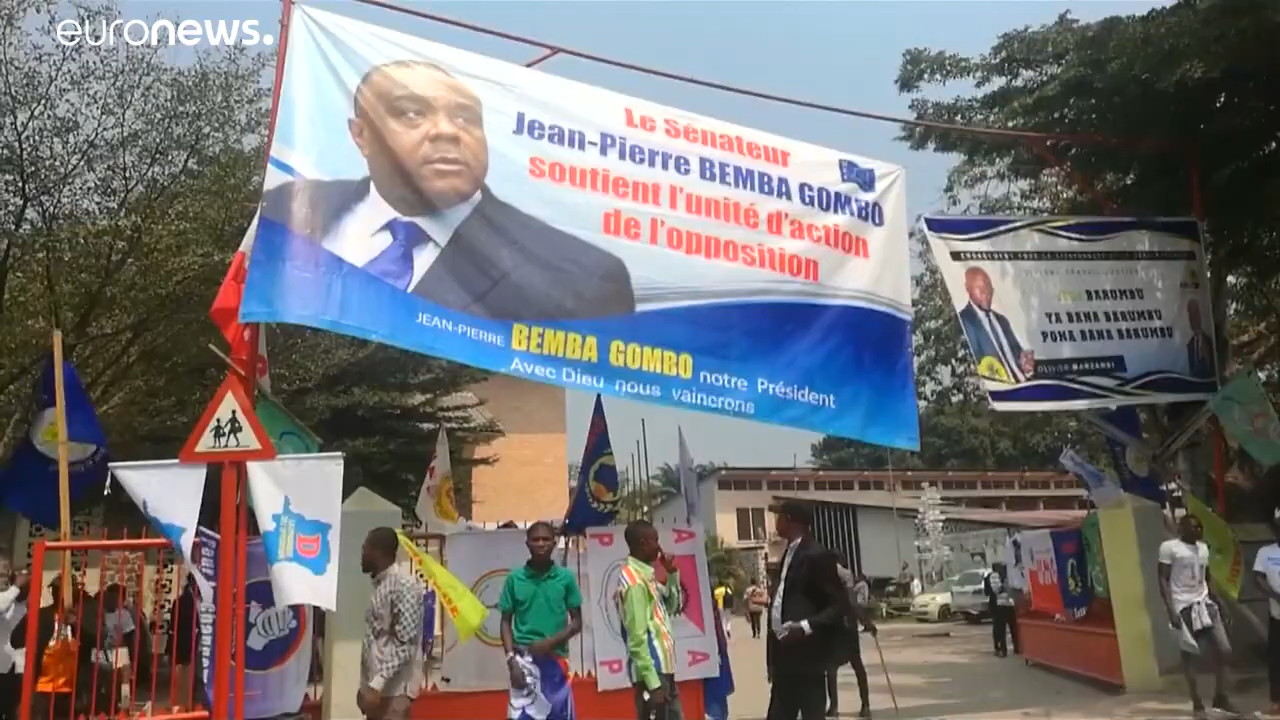 euronews.
Le Sénateur
Jean-Pierre BEMBA GOMBO
soutient l'unité d'action
de l'opposition
JEAN-PIERRE BEMBA GOMBO notre Président
Avec Dieu nous vaincrons
BARUMBU
YA BANA BARUMBU
PONA BANA BARUMBU
OLIVIER
D
P A
P A